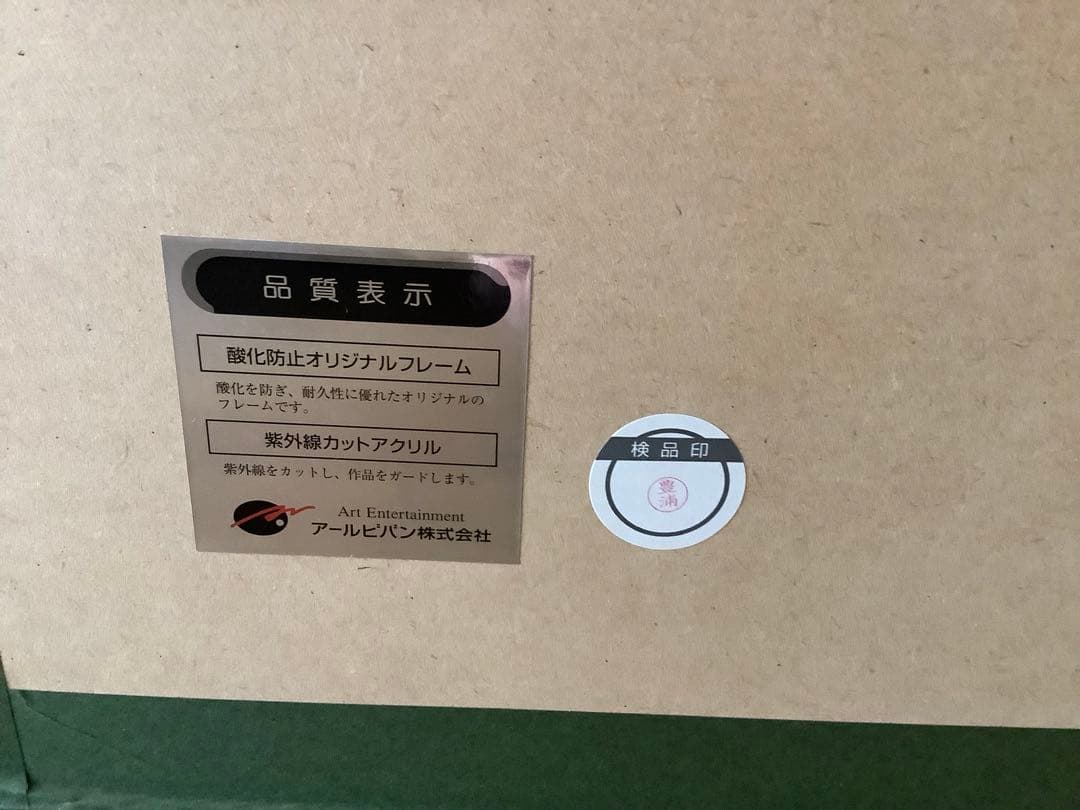 品質表示
酸化防止オリジナルフレーム
酸化を防ぎ、耐久性に優れたオリジナルの
フレームです。
紫外線カットアクリル
紫外線をカットし、作品をガードします。
Art Entertainment
アールビバン株式会社
検品印
豊浦